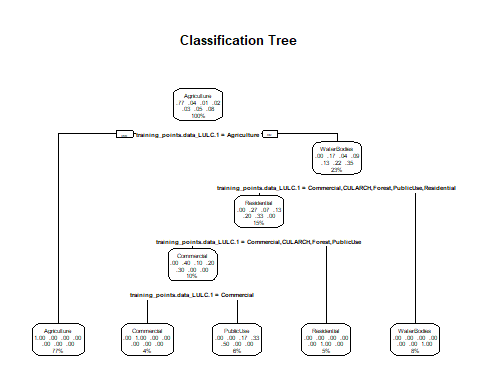 Classification Tree
Agriculture
.77 .04 .01 .02
.03 .05 .08
100%
training_points.data_LULC.1 = Agriculture
WaterBodies
.00 .17 .04 .09
.13 .22 .35
23%
training_points.data_LULC.1 = Commercial,CULARCH,Forest,PublicUse,Residential
Residential
.00 .27 .07 .13
.20 .33 .00
15%
training_points.data_LULC.1 = Commercial,CULARCH,Forest,PublicUse
Commercial
.00 .40 .10 .20
.30 .00 .00
10%
training_points.data_LULC.1 = Commercial
Agriculture
1.00 .00 .00 .00
.00 .00 .00
77%
Commercial
.00 1.00 .00 .00
.00 .00 .00
4%
PublicUse
.00 .00 .17 .33
.50 .00 .00
6%
Residential
.00 .00 .00 .00
.00 1.00 .00
5%
WaterBodies
.00 .00 .00 .00
.00 .00 1.00
8%